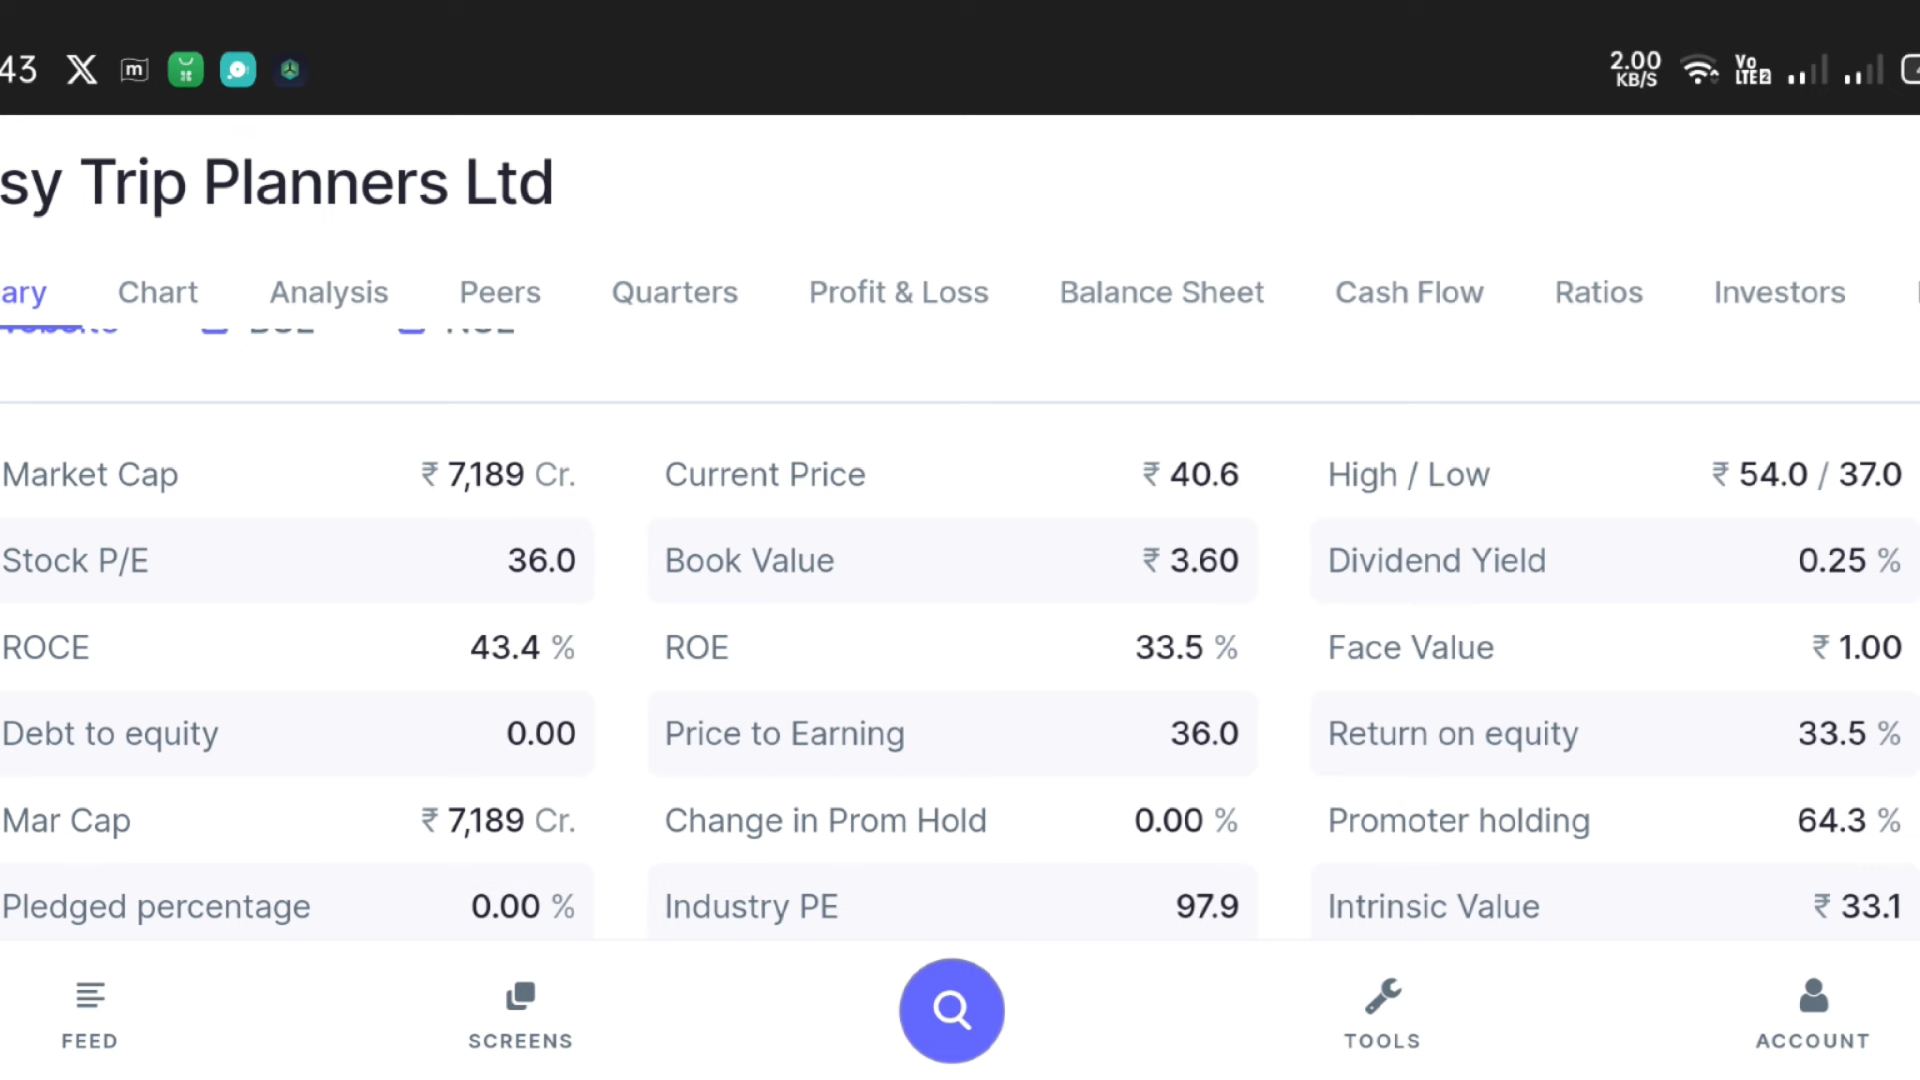 43 X m 2.00 KB/S Vo LTE2
sy Trip Planners Ltd
ary Chart Analysis Peers Quarters Profit & Loss Balance Sheet Cash Flow Ratios Investors
Market Cap ₹ 7,189 Cr. Current Price ₹ 40.6 High / Low ₹ 54.0 / 37.0
Stock P/E 36.0 Book Value ₹ 3.60 Dividend Yield 0.25 %
ROCE 43.4 % ROE 33.5 % Face Value ₹ 1.00
Debt to equity 0.00 Price to Earning 36.0 Return on equity 33.5 %
Mar Cap ₹ 7,189 Cr. Change in Prom Hold 0.00 % Promoter holding 64.3 %
Pledged percentage 0.00 % Industry PE 97.9 Intrinsic Value ₹ 33.1
FEED SCREENS TOOLS ACCOUNT